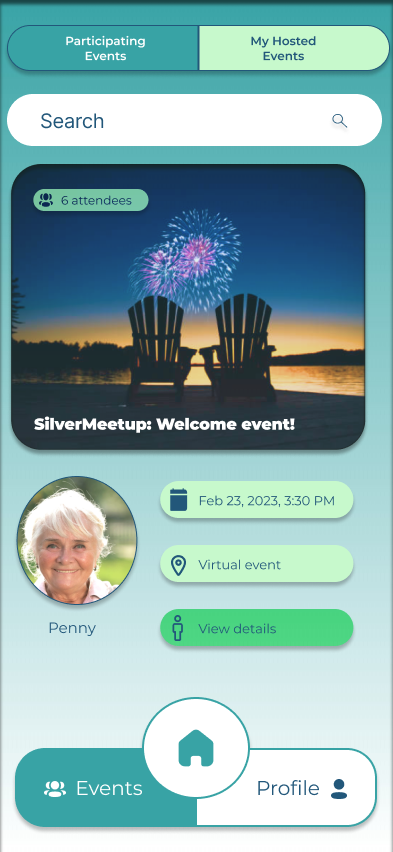 Participating
Events
My Hosted
Events
Search
6 attendees
SilverMeetup: Welcome event!
Feb 23, 2023, 3:30 PM
Virtual event
Penny
View details
Events
Profile